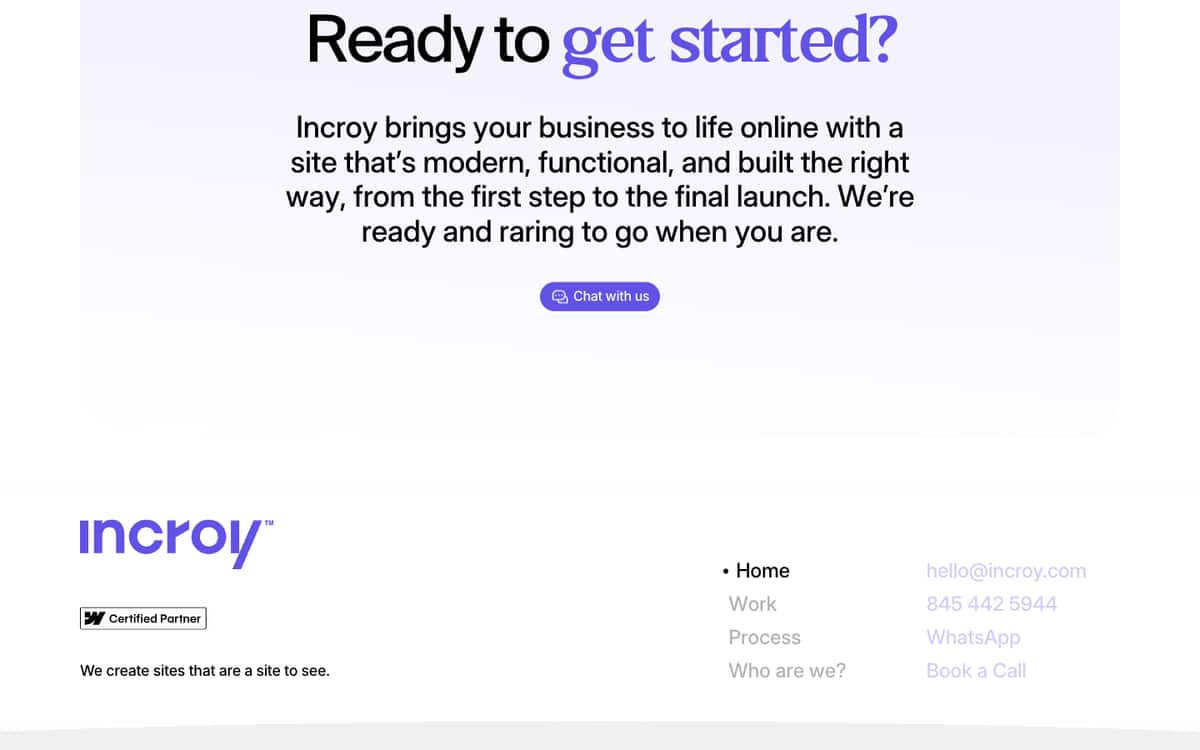 Ready to get started?
Incroy brings your business to life online with a
site that’s modern, functional, and built the right
way, from the first step to the final launch. We’re
ready and raring to go when you are.
Chat with us
incroy™
Certified Partner
We create sites that are a site to see.
• Home
Work
Process
Who are we?
hello@incroy.com
845 442 5944
WhatsApp
Book a Call